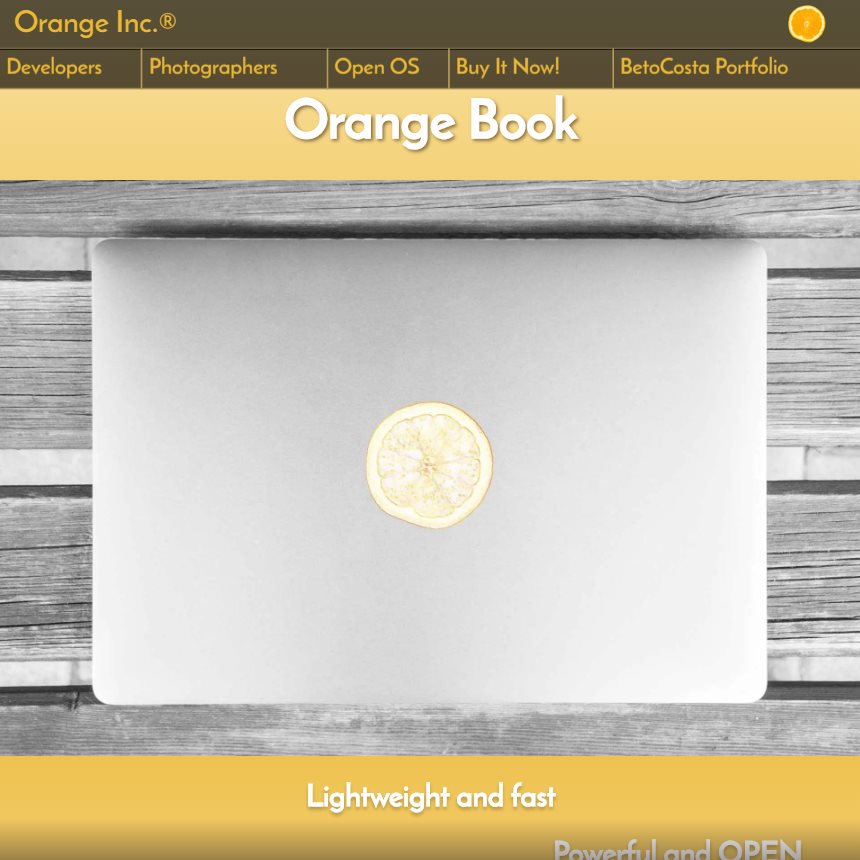 Orange Inc.®
Developers Photographers Open OS Buy It Now! BetoCosta Portfolio
Orange Book
Lightweight and fast
Powerful and OPEN